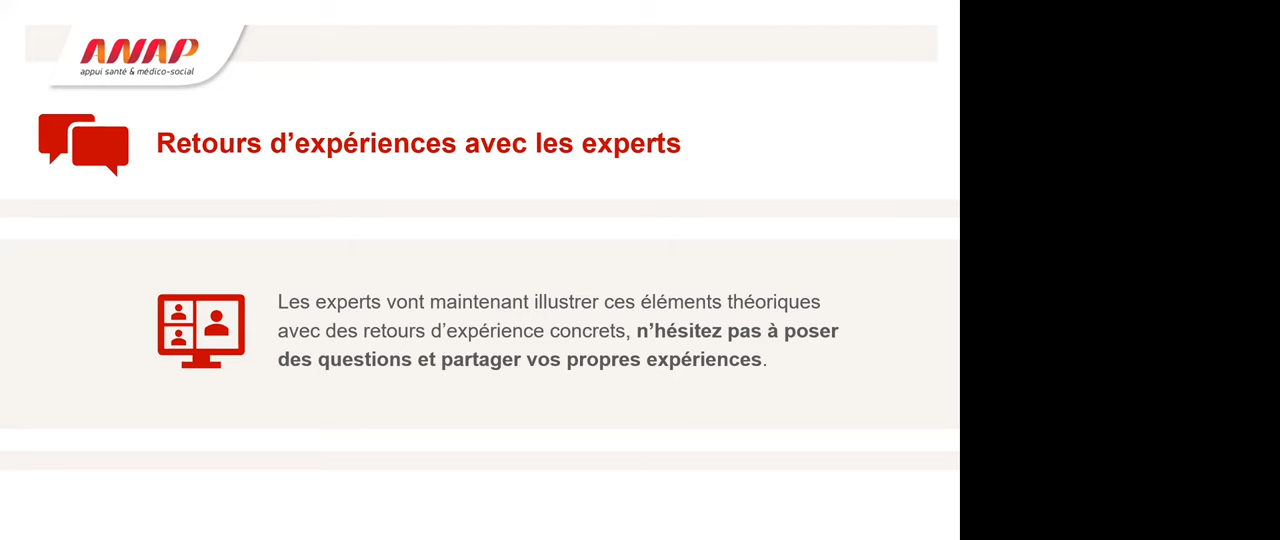 ANAP
appui santé & médico-social
Retours d’expériences avec les experts
Les experts vont maintenant illustrer ces éléments théoriques
avec des retours d’expérience concrets, n’hésitez pas à poser
des questions et partager vos propres expériences.